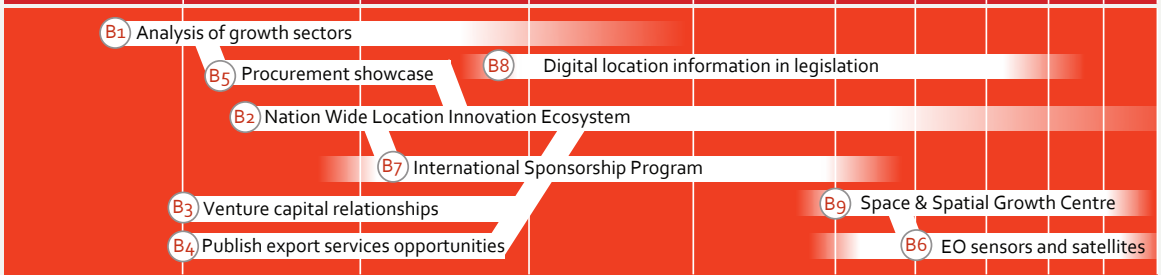 B1 Analysis of growth sectors
B8 Digital location information in legislation
B5 Procurement showcase
B2 Nation Wide Location Innovation Ecosystem
B7 International Sponsorship Program
B3 Venture capital relationships
B9 Space & Spatial Growth Centre
B4 Publish export services opportunities
B6 EO sensors and satellites